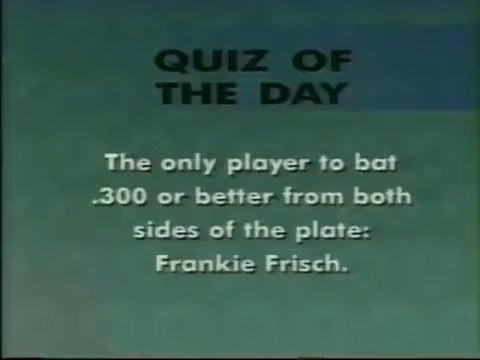 QUIZ OF
THE DAY
The only player to bat
.300 or better from both
sides of the plate:
Frankie Frisch.